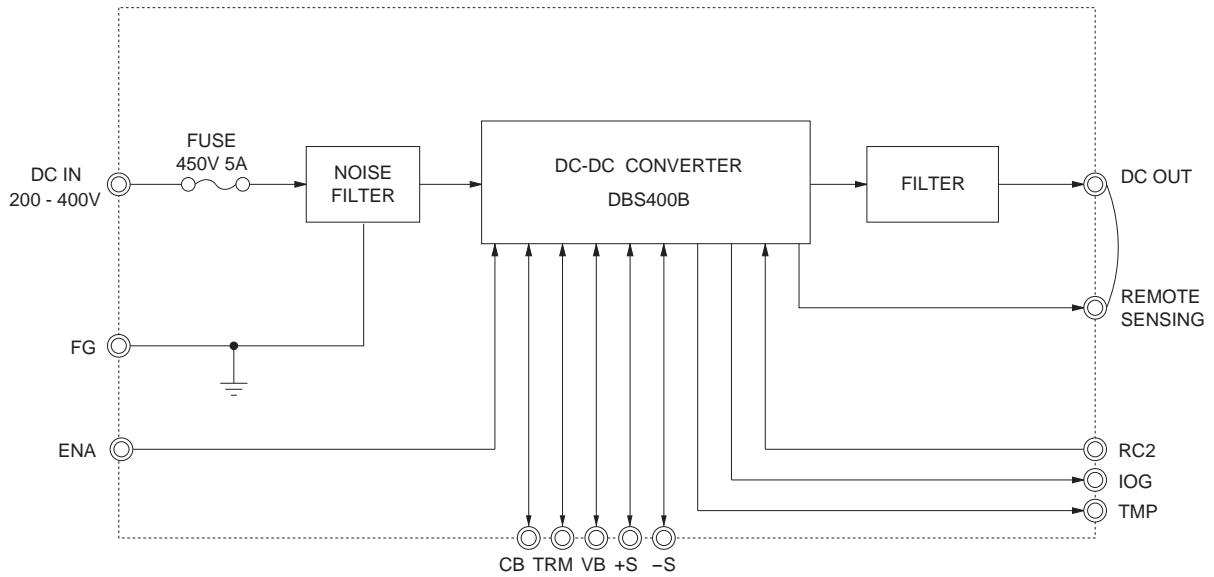 FUSE
450V 5A
DC IN
200 - 400V
NOISE
FILTER
DC-DC CONVERTER
DBS400B
FILTER
DC OUT
REMOTE
SENSING
FG
ENA
RC2
IOG
TMP
CB TRM VB +S −S